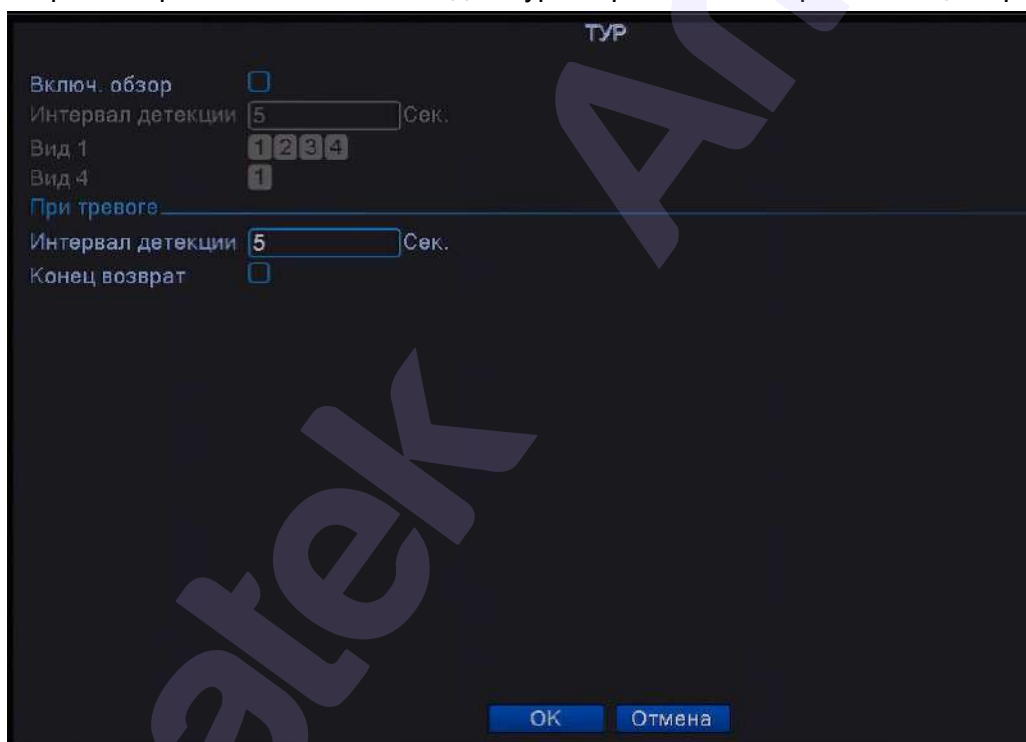 ТУР
Включ. обзор
Интервал детекции 5 Сек.
Вид 1 1 2 3 4
Вид 4 1
При тревоге
Интервал детекции 5 Сек.
Конец возврат
atek
OK Отмена